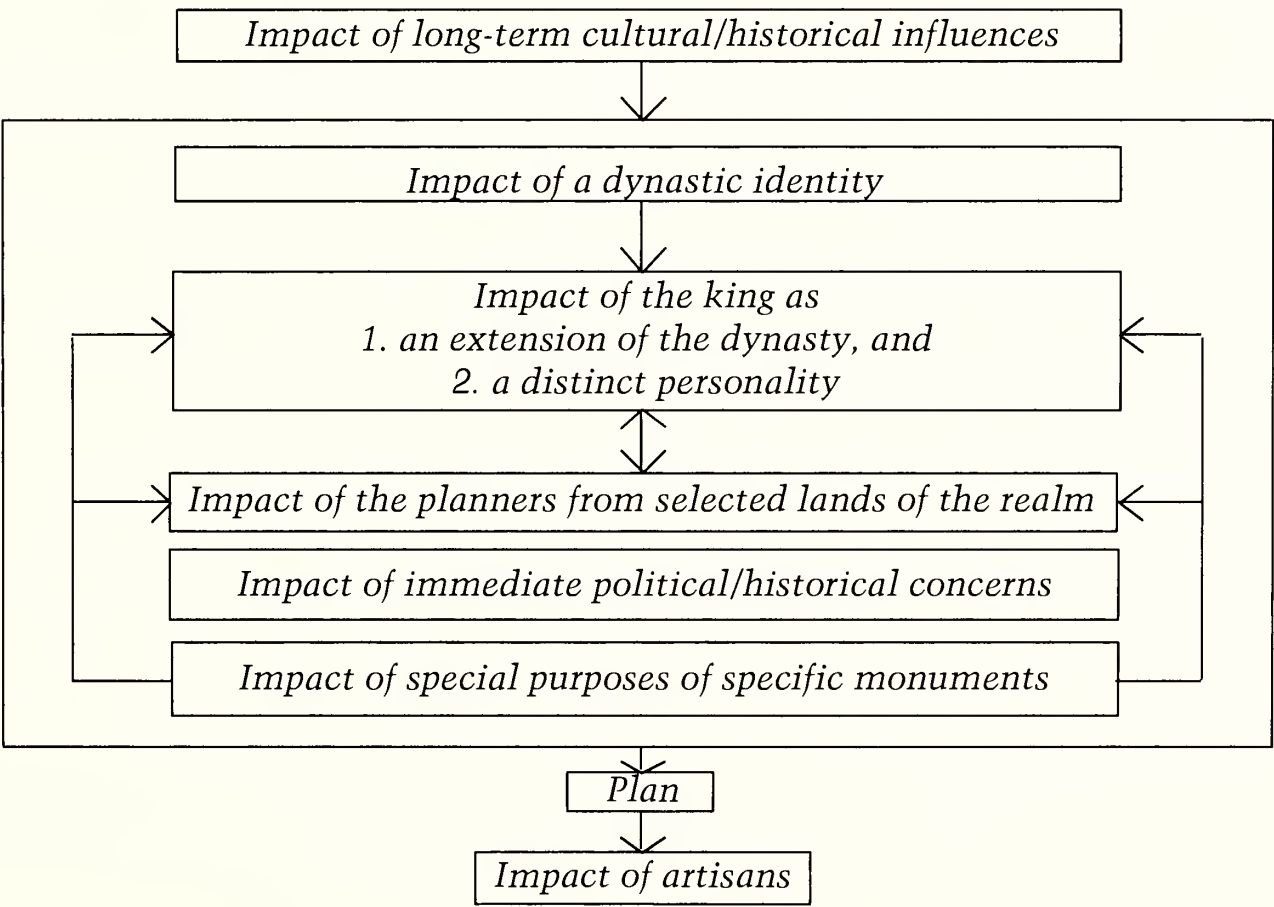 Impact of long-term cultural/historical influences
Impact of a dynastic identity
Impact of the king as
1. an extension of the dynasty, and
2. a distinct personality
Impact of the planners from selected lands of the realm
Impact of immediate political/historical concerns
Impact of special purposes of specific monuments
Plan
Impact of artisans